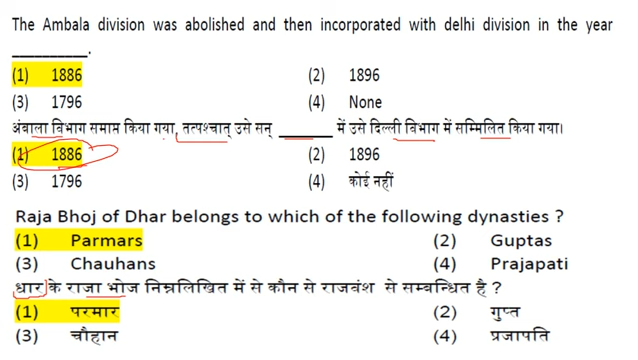 The Ambala division was abolished and then incorporated with delhi division in the year
__________.
(1) 1886 (2) 1896
(3) 1796 (4) None
अंबाला विभाग समाप्त किया गया, तत्पश्चात् उसे सन् _______ में उसे दिल्ली विभाग में सम्मिलित किया गया।
(1) 1886 (2) 1896
(3) 1796 (4) कोई नहीं
Raja Bhoj of Dhar belongs to which of the following dynasties ?
(1) Parmars (2) Guptas
(3) Chauhans (4) Prajapati
धार के राजा भोज निम्नलिखित में से कौन से राजवंश से सम्बन्धित है ?
(1) परमार (2) गुप्त
(3) चौहान (4) प्रजापति